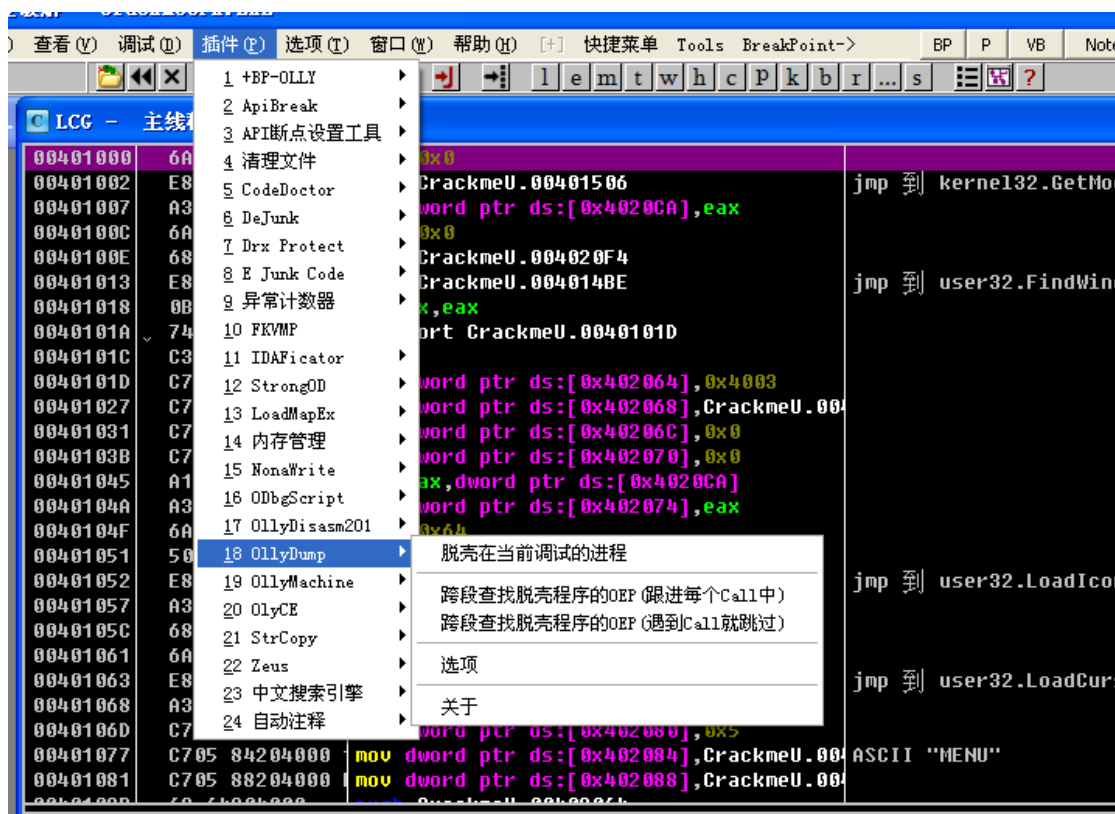 查看(V) 调试(D) 插件(P) 选项(T) 窗口(W) 帮助(H) [+] 快捷菜单 Tools BreakPoint-> BP P VB Note
l e m t w h c P k b r ... s ?
C LCG - 主线
1 +BP-OLLY
2 ApiBreak
3 API断点设置工具
4 清理文件
5 CodeDoctor
6 DeJunk
7 Drx Protect
8 E Junk Code
9 异常计数器
10 FKVMP
11 IDAFicator
12 StrongOD
13 LoadMapEx
14 内存管理
15 NonaWrite
16 ODbgScript
17 OllyDisasm201
18 OllyDump
19 OllyMachine
20 OlyCE
21 StrCopy
22 Zeus
23 中文搜索引擎
24 自动注释
脱壳在当前调试的进程
跨段查找脱壳程序的OEP(跟进每个Call中)
跨段查找脱壳程序的OEP(遇到Call就跳过)
选项
关于
00401000 6A 0x0
00401002 E8 CrackmeU.00401506 jmp 到 kernel32.GetMo
00401007 A3 word ptr ds:[0x4020CA],eax
0040100C 6A 0x0
0040100E 68 CrackmeU.004020F4
00401013 E8 CrackmeU.004014BE jmp 到 user32.FindWin
00401018 0B x,eax
0040101A 74 ort CrackmeU.0040101D
0040101C C3
0040101D C7 word ptr ds:[0x402064],0x4003
00401027 C7 word ptr ds:[0x402068],CrackmeU.004
00401031 C7 word ptr ds:[0x40206C],0x0
0040103B C7 word ptr ds:[0x402070],0x0
00401045 A1 ax,dword ptr ds:[0x4020CA]
0040104A A3 word ptr ds:[0x402074],eax
0040104F 6A 0x64
00401051 50
00401052 E8 jmp 到 user32.LoadIco
00401057 A3
0040105C 68
00401061 6A
00401063 E8 jmp 到 user32.LoadCur
00401068 A3
0040106D C7 word ptr ds:[0x402080],0x5
00401077 C705 84204000 mov dword ptr ds:[0x402084],CrackmeU.004 ASCII "MENU"
00401081 C705 88204000 mov dword ptr ds:[0x402088],CrackmeU.004